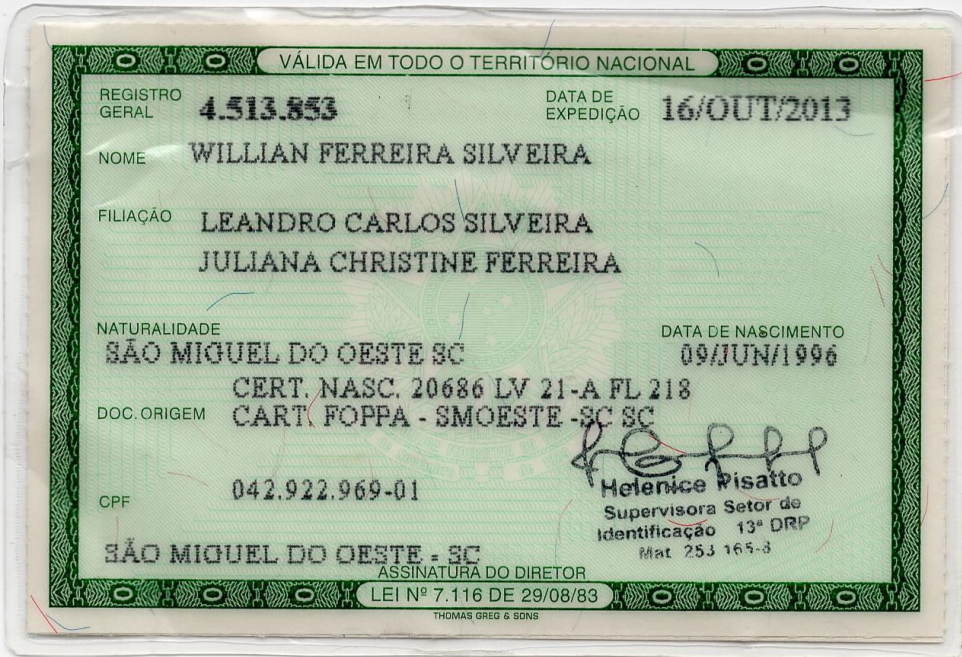 VÁLIDA EM TODO O TERRITÓRIO NACIONAL
REGISTRO GERAL 4.513.853 DATA DE EXPEDIÇÃO 16/OUT/2013
NOME WILLIAN FERREIRA SILVEIRA
FILIAÇÃO LEANDRO CARLOS SILVEIRA
JULIANA CHRISTINE FERREIRA
NATURALIDADE DATA DE NASCIMENTO
SÃO MIGUEL DO OESTE SC 09/JUN/1996
CERT. NASC. 20686 LV 21-A FL 218
DOC. ORIGEM CART. FOPPA - SMOESTE -SC SC
Helenice Pisatto
CPF 042.922.969-01
Supervisora Setor de
Identificação 13ª DRP
Mat. 253 165-8
SÃO MIGUEL DO OESTE - SC
ASSINATURA DO DIRETOR
LEI Nº 7.116 DE 29/08/83
THOMAS GREG & SONS